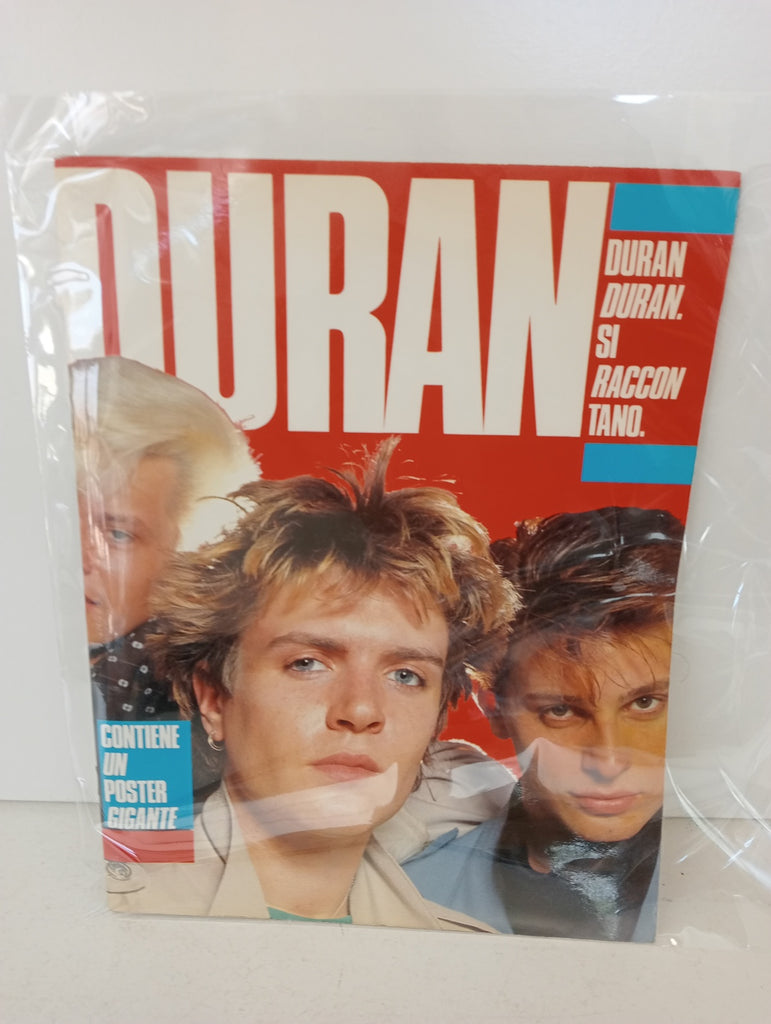 DURAN
DURAN
DURAN.
SI
RACCON
TANO.
CONTIENE
UN
POSTER
GIGANTE